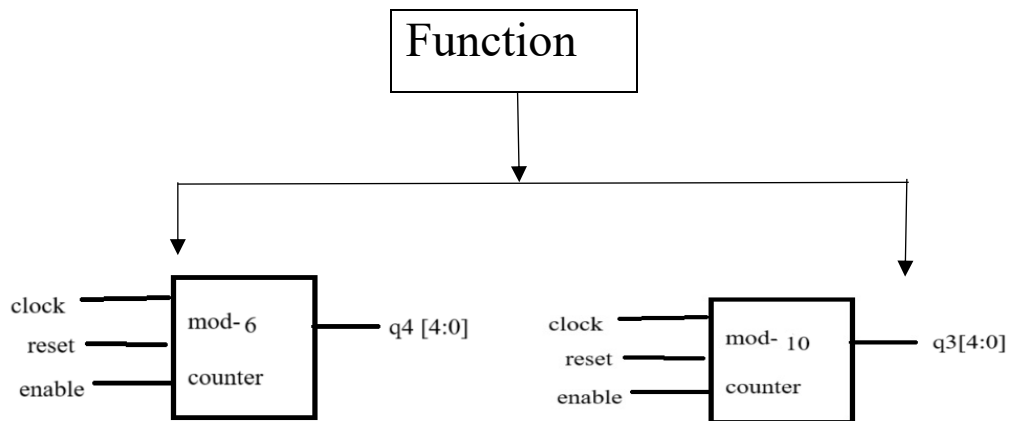 Function
clock
reset
enable
mod- 6
counter
q4 [4:0]
clock
reset
enable
mod- 10
counter
q3[4:0]